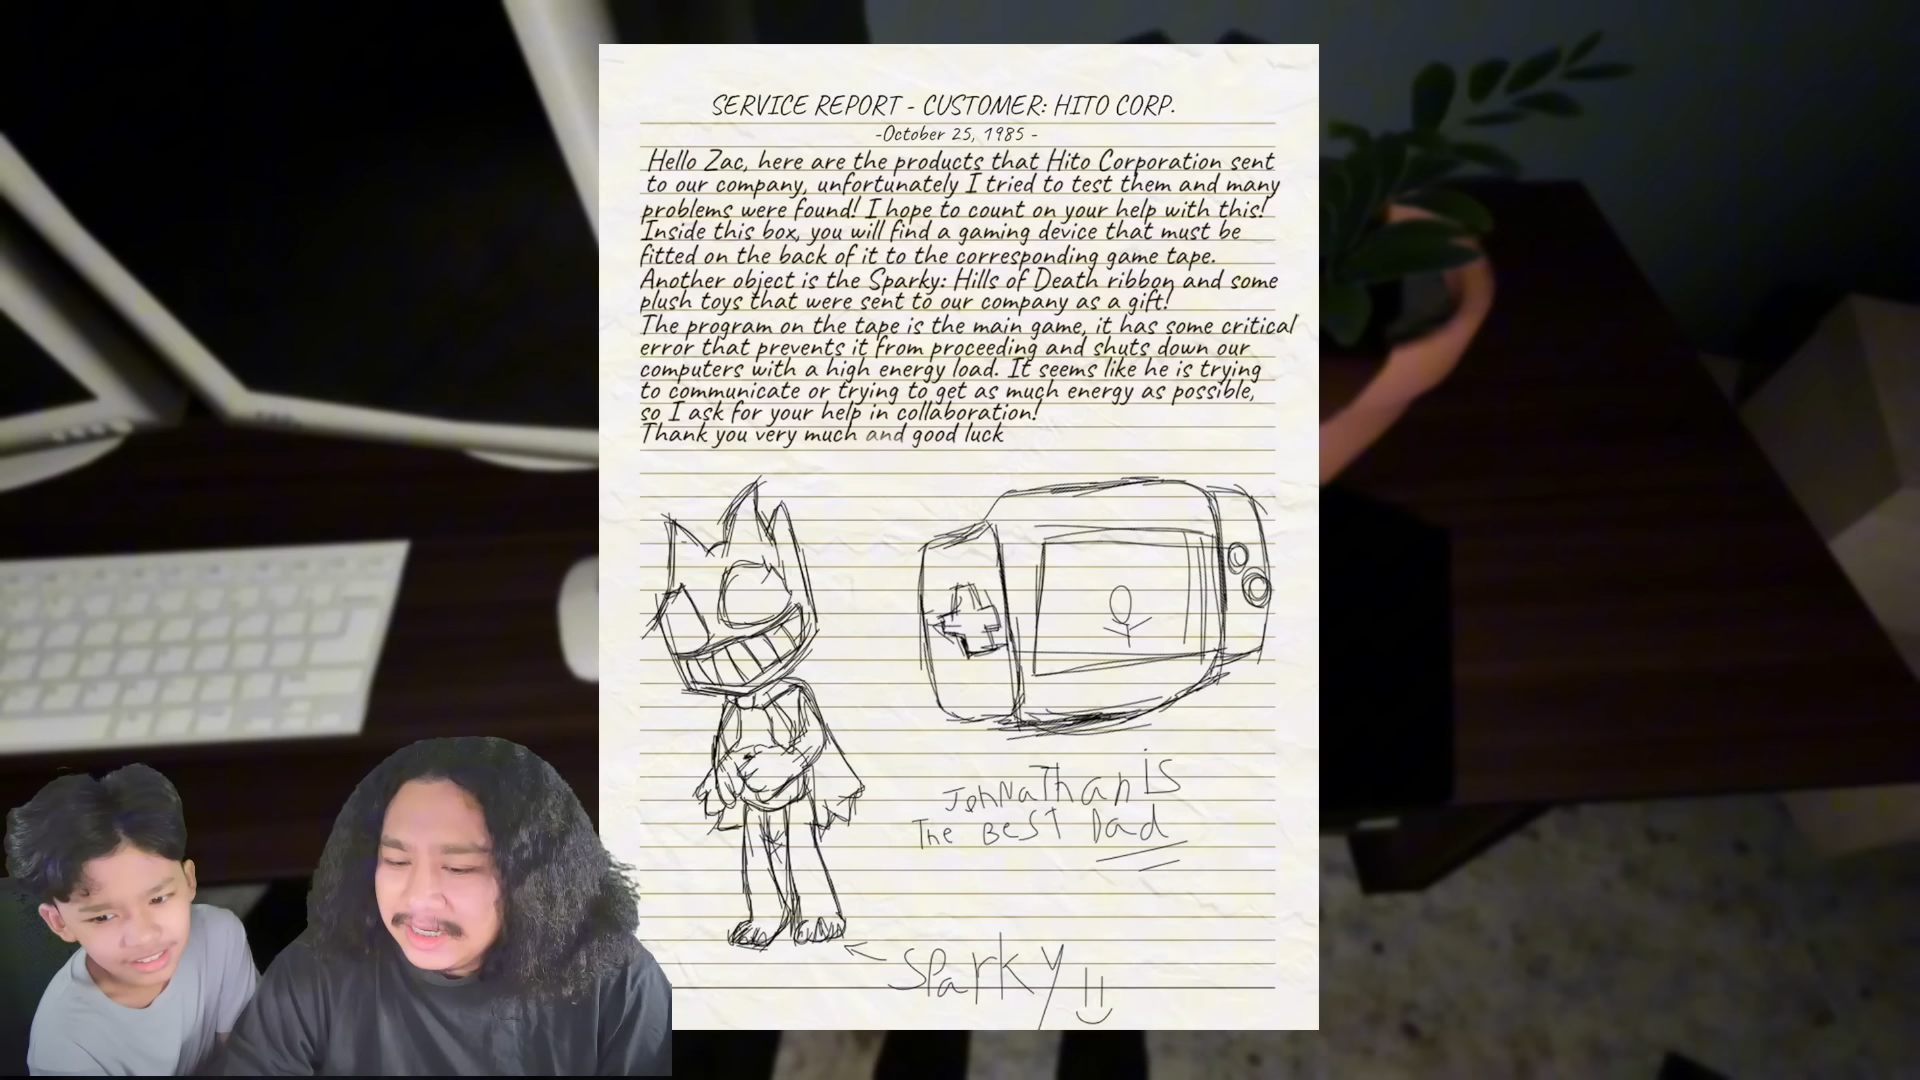 SERVICE REPORT - CUSTOMER: HITO CORP.
-October 25, 1985 -
Hello Zac, here are the products that Hito Corporation sent
to our company, unfortunately I tried to test them and many
problems were found! I hope to count on your help with this!
Inside this box, you will find a gaming device that must be
fitted on the back of it to the corresponding game tape.
Another object is the Sparky: Hills of Death ribbon and some
plush toys that were sent to our company as a gift!
The program on the tape is the main game, it has some critical
error that prevents it from proceeding and shuts down our
computers with a high energy load. It seems like he is trying
to communicate or trying to get as much energy as possible,
so I ask for your help in collaboration!
Thank you very much and good luck
JOHNATHAN IS
The BEST Dad
SParky